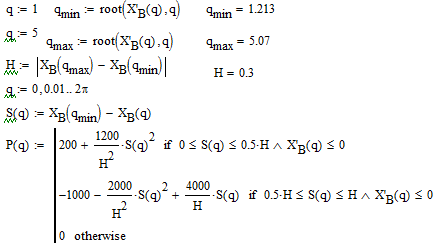 q := 1 q_min := root(X'_B(q), q) q_min = 1.213
q := 5 q_max := root(X'_B(q), q) q_max = 5.07
H := |X_B(q_max) − X_B(q_min)| H = 0.3
q := 0, 0.01 .. 2π
S(q) := X_B(q_min) − X_B(q)
P(q) := | 200 + 1200/H^2 · S(q)^2 if 0 ≤ S(q) ≤ 0.5·H ∧ X'_B(q) ≤ 0
−1000 − 2000/H^2 · S(q)^2 + 4000/H · S(q) if 0.5·H ≤ S(q) ≤ H ∧ X'_B(q) ≤ 0
0 otherwise